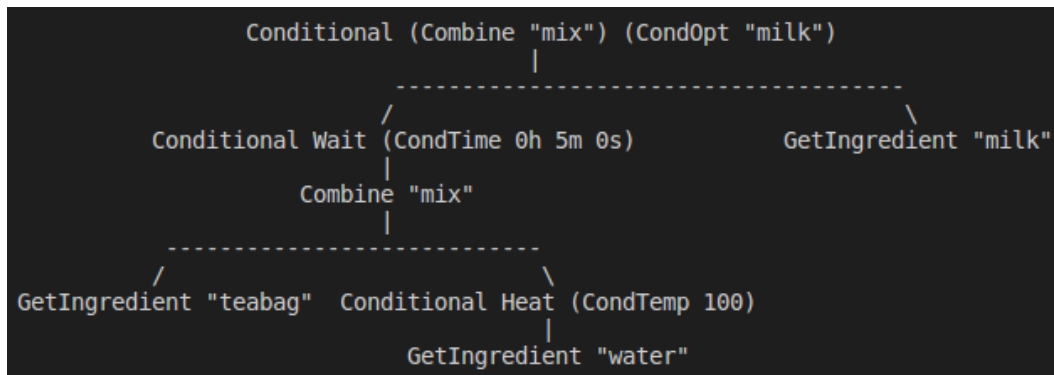 Conditional (Combine "mix") (CondOpt "milk")
|
--------------------------------------
/ \
Conditional Wait (CondTime 0h 5m 0s) GetIngredient "milk"
|
Combine "mix"
|
----------------------------
/ \
GetIngredient "teabag" Conditional Heat (CondTemp 100)
|
GetIngredient "water"